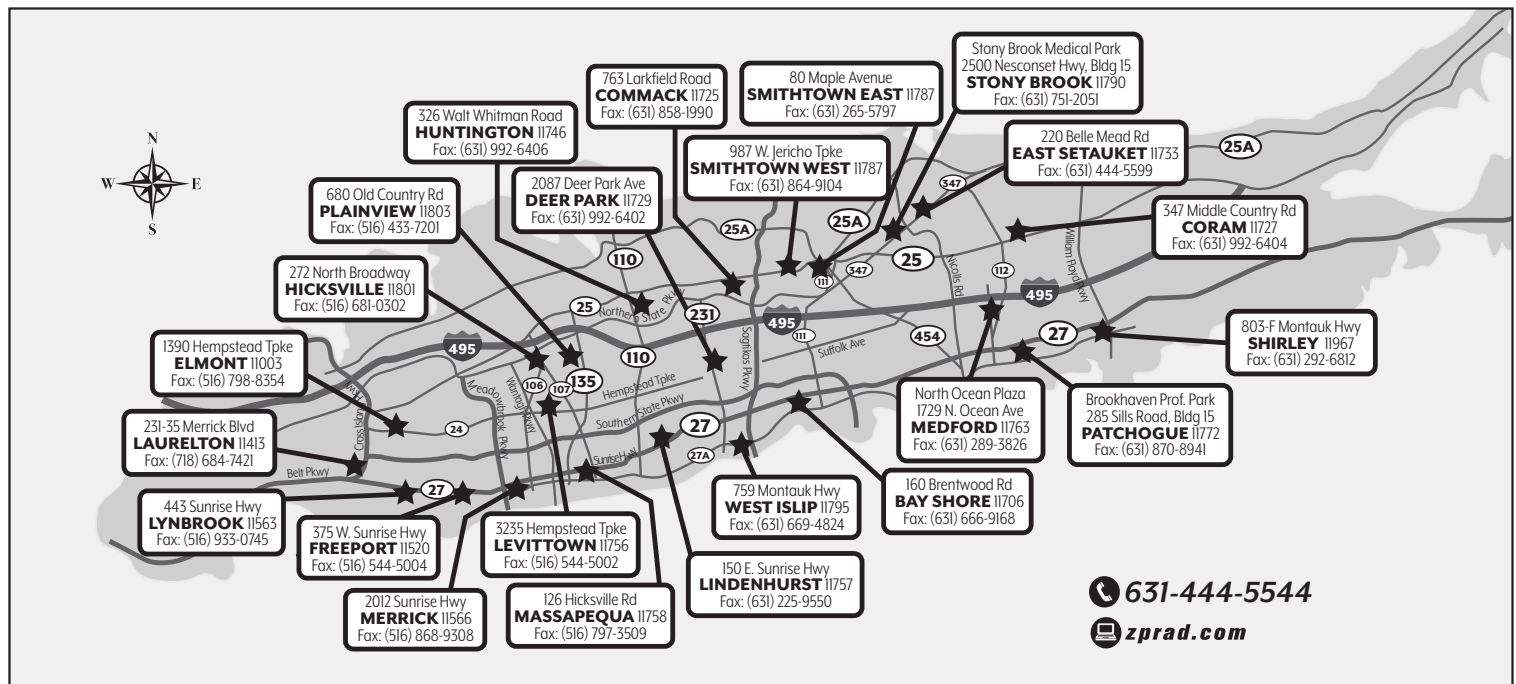 N
W
E
S
Stony Brook Medical Park
2500 Nesconset Hwy, Bldg 15
STONY BROOK 11790
Fax: (631) 751-2051
763 Larkfield Road
COMMACK 11725
Fax: (631) 858-1990
80 Maple Avenue
SMITHTOWN EAST 11787
Fax: (631) 265-5797
326 Walt Whitman Road
HUNTINGTON 11746
Fax: (631) 992-6406
220 Belle Mead Rd
EAST SETAUKET 11733
Fax: (631) 444-5599
987 W. Jericho Tpke
SMITHTOWN WEST 11787
Fax: (631) 864-9104
2087 Deer Park Ave
DEER PARK 11729
Fax: (631) 992-6402
680 Old Country Rd
PLAINVIEW 11803
Fax: (516) 433-7201
347 Middle Country Rd
CORAM 11727
Fax: (631) 992-6404
272 North Broadway
HICKSVILLE 11801
Fax: (516) 681-0302
1390 Hempstead Tpke
ELMONT 11003
Fax: (516) 798-8354
803-F Montauk Hwy
SHIRLEY 11967
Fax: (631) 292-6812
231-35 Merrick Blvd
LAURELTON 11413
Fax: (718) 684-7421
North Ocean Plaza
1729 N. Ocean Ave
MEDFORD 11763
Fax: (631) 289-3826
Brookhaven Prof. Park
285 Sills Road, Bldg 15
PATCHOGUE 11772
Fax: (631) 870-8941
443 Sunrise Hwy
LYNBROOK 11563
Fax: (516) 933-0745
375 W. Sunrise Hwy
FREEPORT 11520
Fax: (516) 544-5004
3235 Hempstead Tpke
LEVITTOWN 11756
Fax: (516) 544-5002
759 Montauk Hwy
WEST ISLIP 11795
Fax: (631) 669-4824
160 Brentwood Rd
BAY SHORE 11706
Fax: (631) 666-9168
2012 Sunrise Hwy
MERRICK 11566
Fax: (516) 868-9308
126 Hicksville Rd
MASSAPEQUA 11758
Fax: (516) 797-3509
150 E. Sunrise Hwy
LINDENHURST 11757
Fax: (631) 225-9550
25A
347
25A
25A
110
25
347
111
112
Nicolls Rd
William Floyd Pkwy
495
25
Northern State Pkwy
231
495
111
454
27
495
110
Suffolk Ave
Sagtikos Pkwy
106
107
135
Hempstead Tpke
Meadowbrook Pkwy
Wantagh Pkwy
Cross Island Pkwy
24
Southern State Pkwy
27
27A
Sunrise Hwy
Belt Pkwy
27
631-444-5544
zprad.com